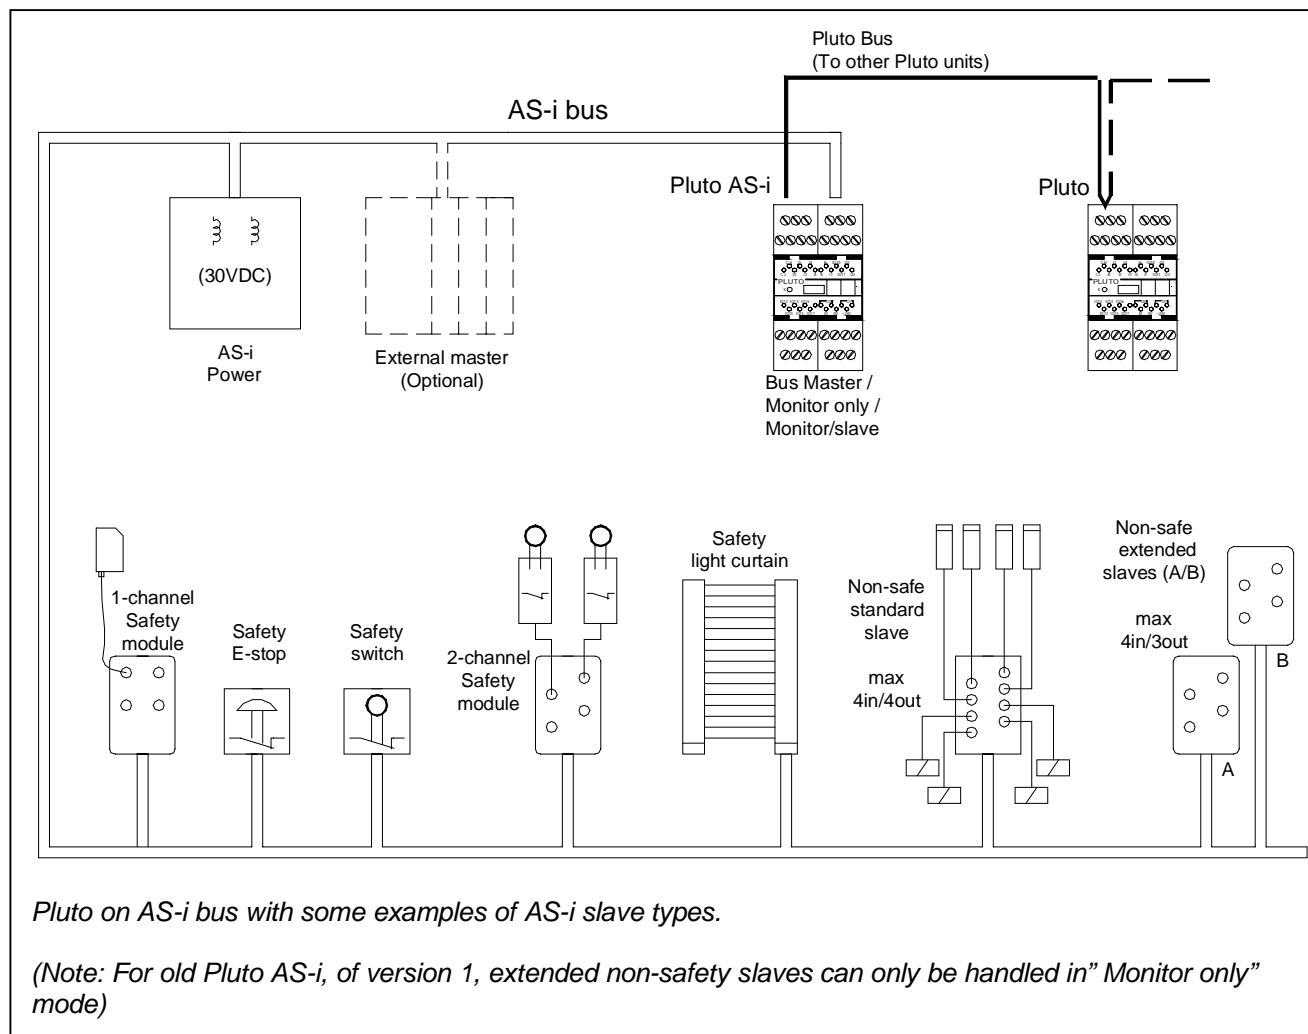 Pluto Bus
(To other Pluto units)
AS-i bus
Pluto AS-i
Pluto
(30VDC)
AS-i
Power
External master
(Optional)
PLUTO
PLUTO
Bus Master /
Monitor only /
Monitor/slave
1-channel
Safety
module
Safety
E-stop
Safety
switch
2-channel
Safety
module
Safety
light curtain
Non-safe
standard
slave
max
4in/4out
Non-safe
extended
slaves (A/B)
max
4in/3out
B
A
Pluto on AS-i bus with some examples of AS-i slave types.
(Note: For old Pluto AS-i, of version 1, extended non-safety slaves can only be handled in” Monitor only”
mode)